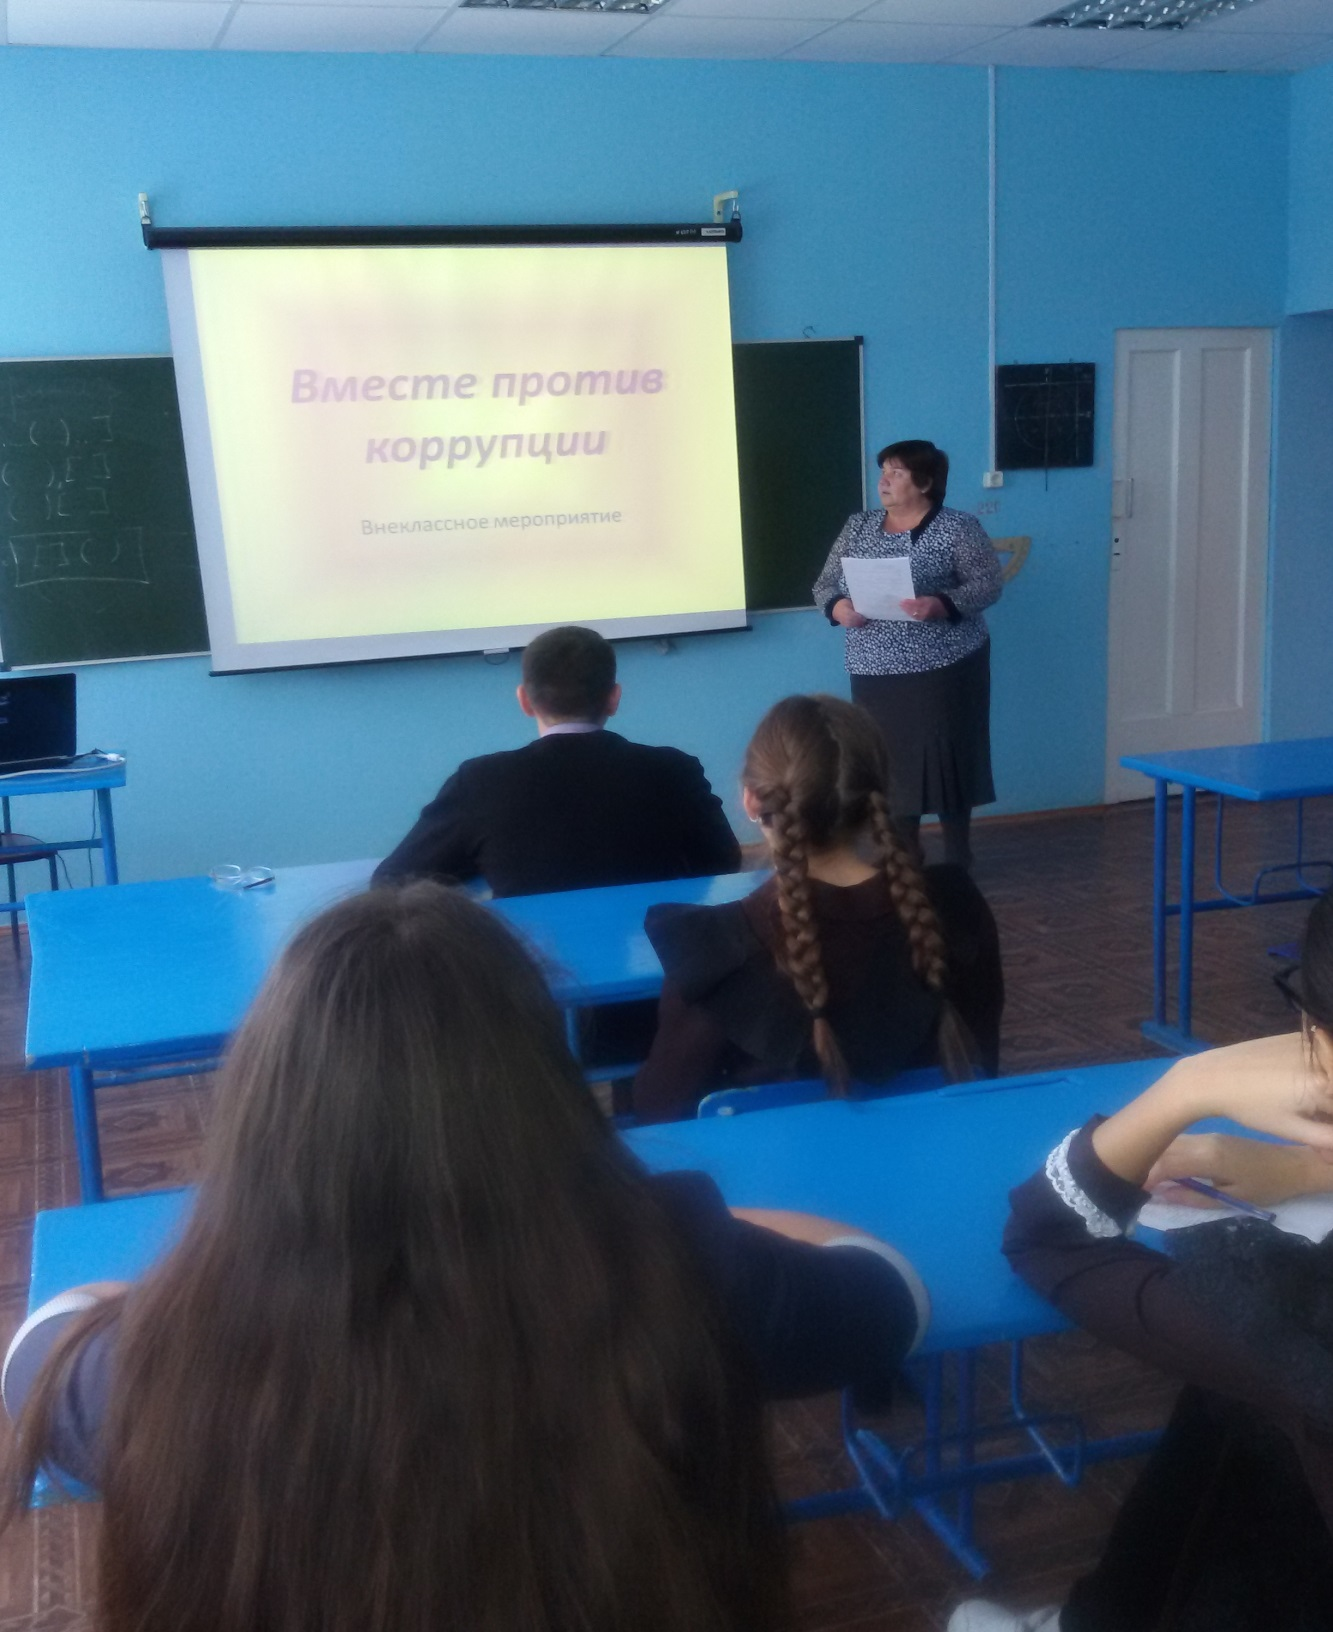 Вместе против
коррупции
Внеклассное мероприятие